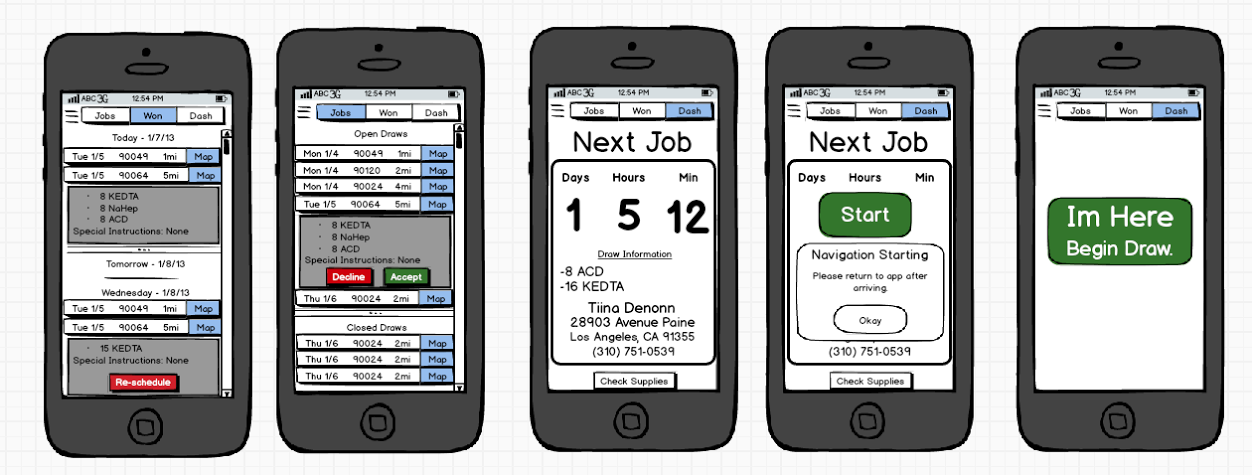 ABC 3G 12:54 PM
Jobs Won Dash
Today - 1/7/13
Tue 1/5 90049 1mi Map
Tue 1/5 90064 5mi Map
· 8 KEDTA
· 8 NaHep
· 8 ACD
Special Instructions: None
Tomorrow - 1/8/13
Wednesday - 1/8/13
Tue 1/5 90049 1mi Map
Tue 1/5 90064 5mi Map
· 15 KEDTA
Special Instructions: None
Re-schedule
ABC 3G 12:54 PM
Jobs Won Dash
Open Draws
Mon 1/4 90049 1mi Map
Mon 1/4 90120 2mi Map
Mon 1/4 90024 4mi Map
Tue 1/5 90064 5mi Map
· 8 KEDTA
· 8 NaHep
· 8 ACD
Special Instructions: None
Decline Accept
Thu 1/6 90024 2mi Map
Closed Draws
Thu 1/6 90024 2mi Map
Thu 1/6 90024 2mi Map
Thu 1/6 90024 2mi Map
ABC 3G 12:54 PM
Jobs Won Dash
Next Job
Days Hours Min
1 5 12
Draw Information
-8 ACD
-16 KEDTA
Tiina Denonn
28903 Avenue Paine
Los Angeles, CA 91355
(310) 751-0539
Check Supplies
ABC 3G 12:54 PM
Jobs Won Dash
Next Job
Days Hours Min
Start
Navigation Starting
Please return to app after
arriving.
Okay
(310) 751-0539
Check Supplies
ABC 3G 12:54 PM
Jobs Won Dash
Im Here
Begin Draw.